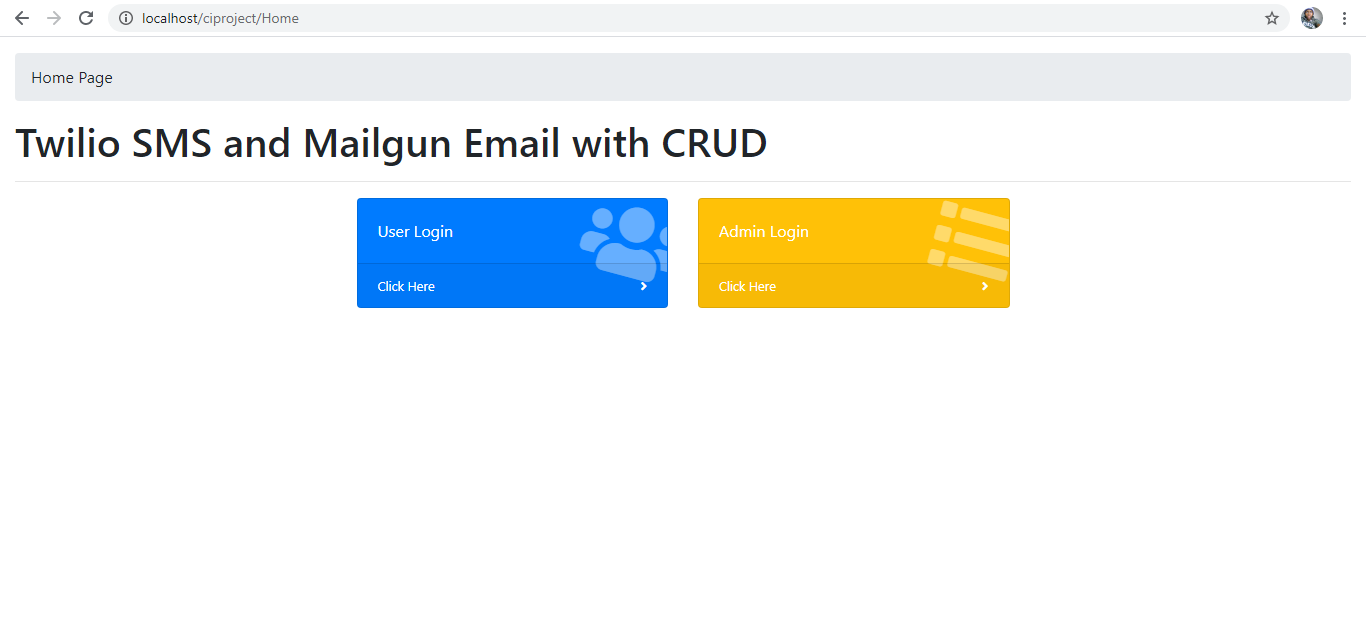 localhost/ciproject/Home
Home Page
Twilio SMS and Mailgun Email with CRUD
User Login
Admin Login
Click Here
Click Here